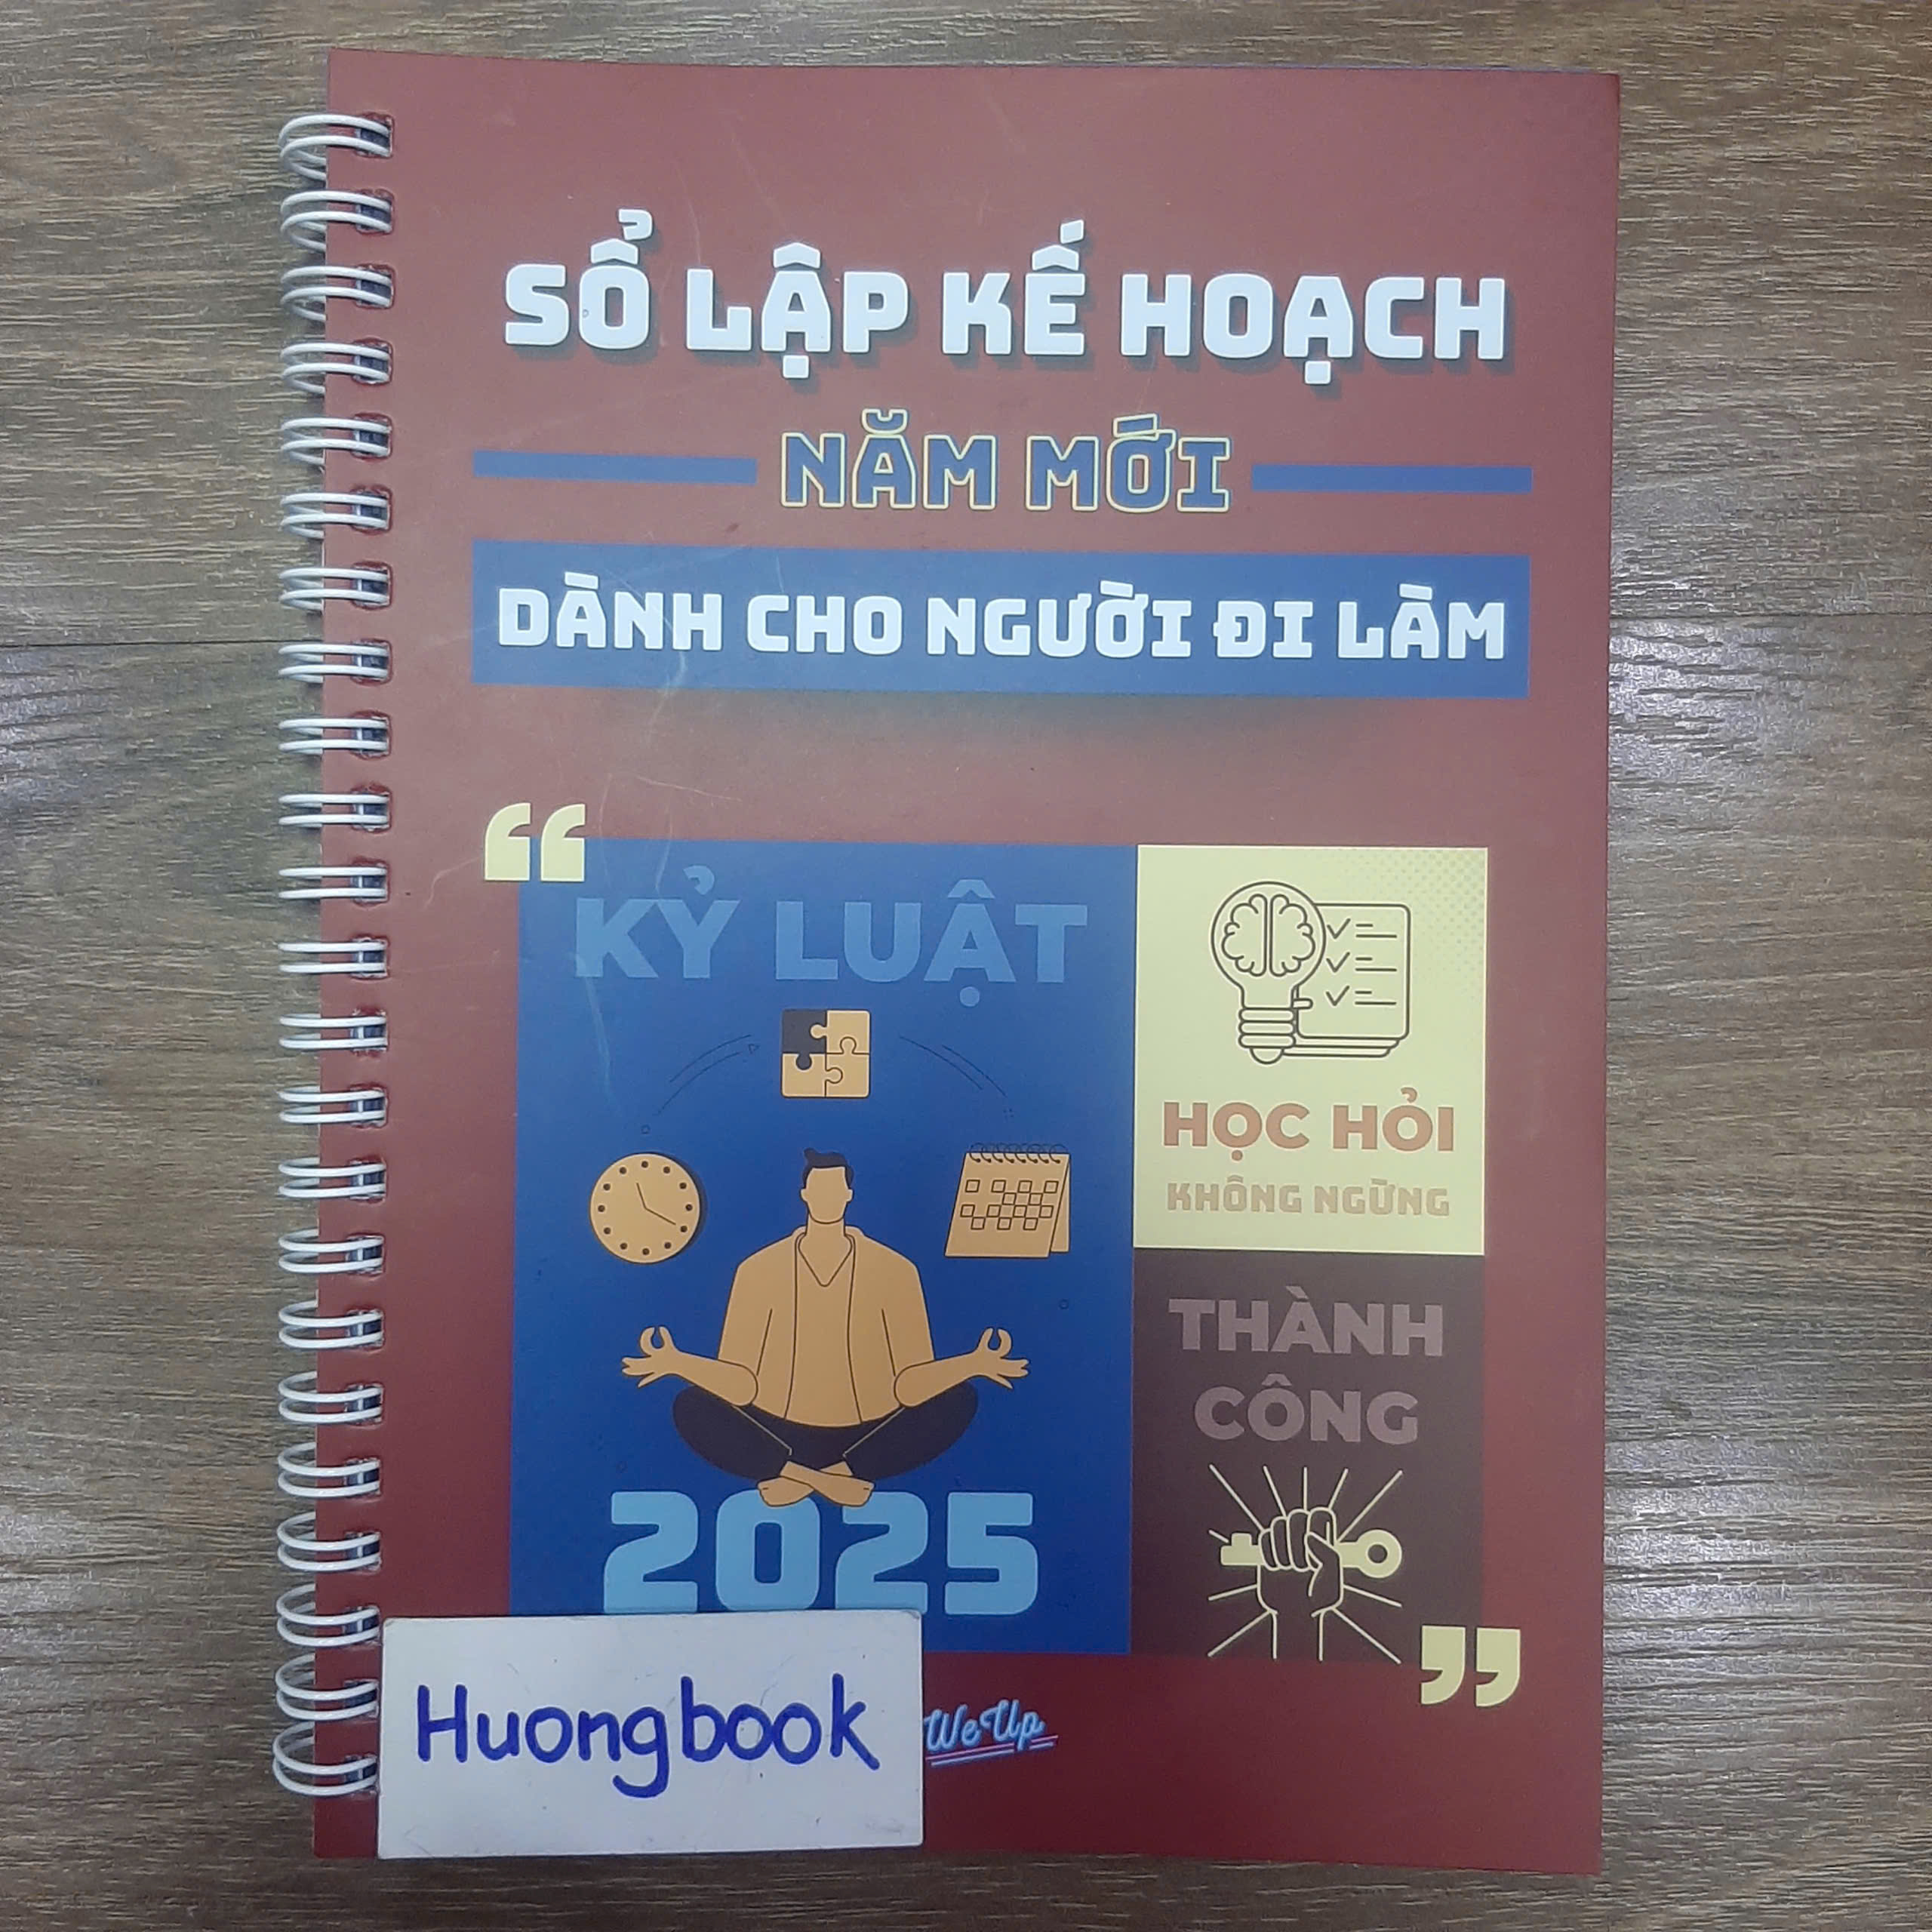 SỔ LẬP KẾ HOẠCH
NĂM MỚI
DÀNH CHO NGƯỜI ĐI LÀM
“
KỶ LUẬT
2025
HỌC HỎI
KHÔNG NGỪNG
THÀNH
CÔNG
”
Huongbook
WeUp